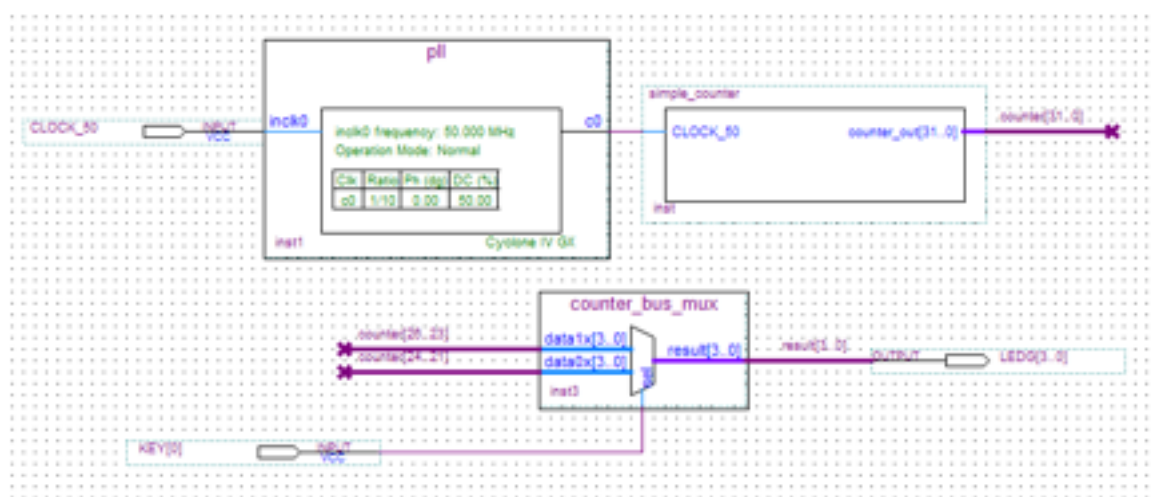 pll
CLOCK_50
INPUT
VCC
inclk0
inclk0 frequency: 50.000 MHz
Operation Mode: Normal
Clk Ratio Ph (dg) DC (%)
c0 1/10 0.00 50.00
c0
inst1
Cyclone IV GX
simple_counter
CLOCK_50
counter_out[31..0]
counter[31..0]
inst
counter_bus_mux
counter[26..23]
data1x[3..0]
counter[24..21]
data0x[3..0]
sel
result[3..0]
result[3..0]
OUTPUT
LEDG[3..0]
inst3
KEY[0]
INPUT
VCC